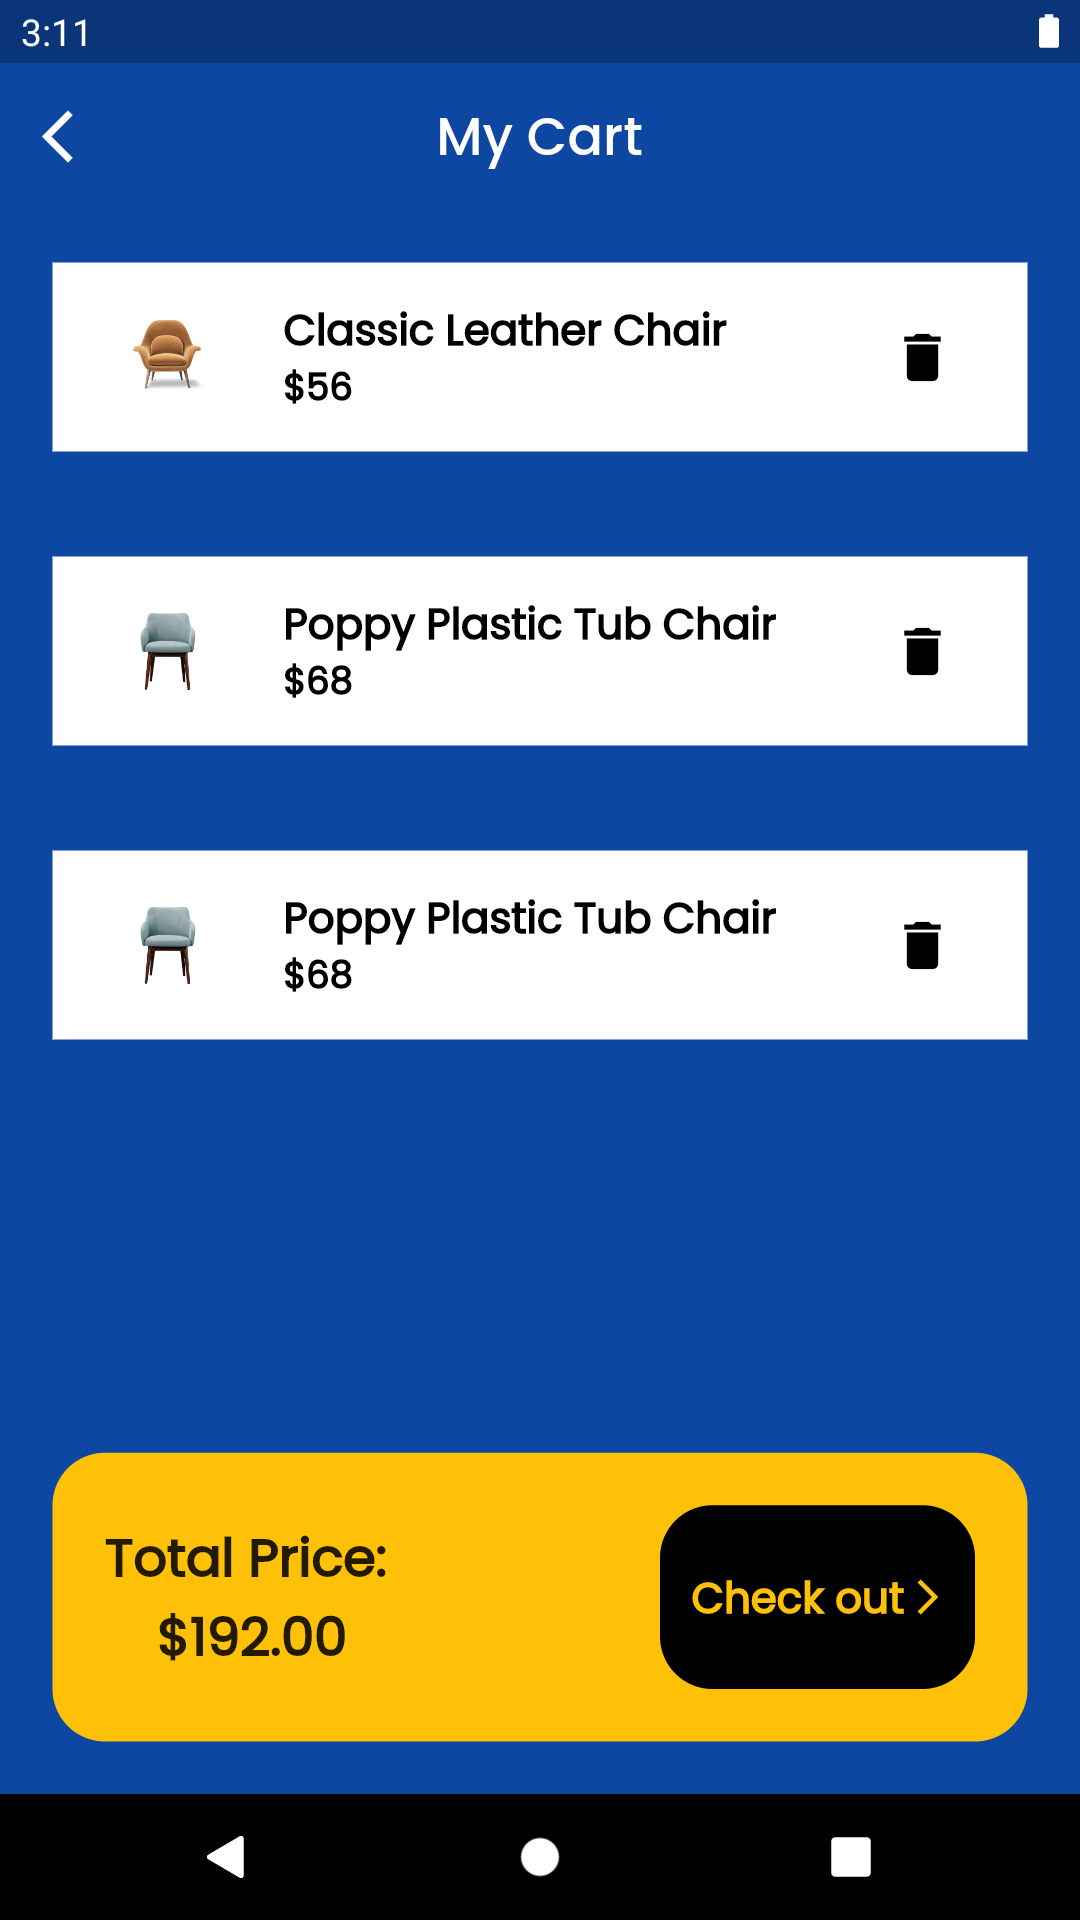 3:11
My Cart
Classic Leather Chair
$56
Poppy Plastic Tub Chair
$68
Poppy Plastic Tub Chair
$68
Total Price:
$192.00
Check out